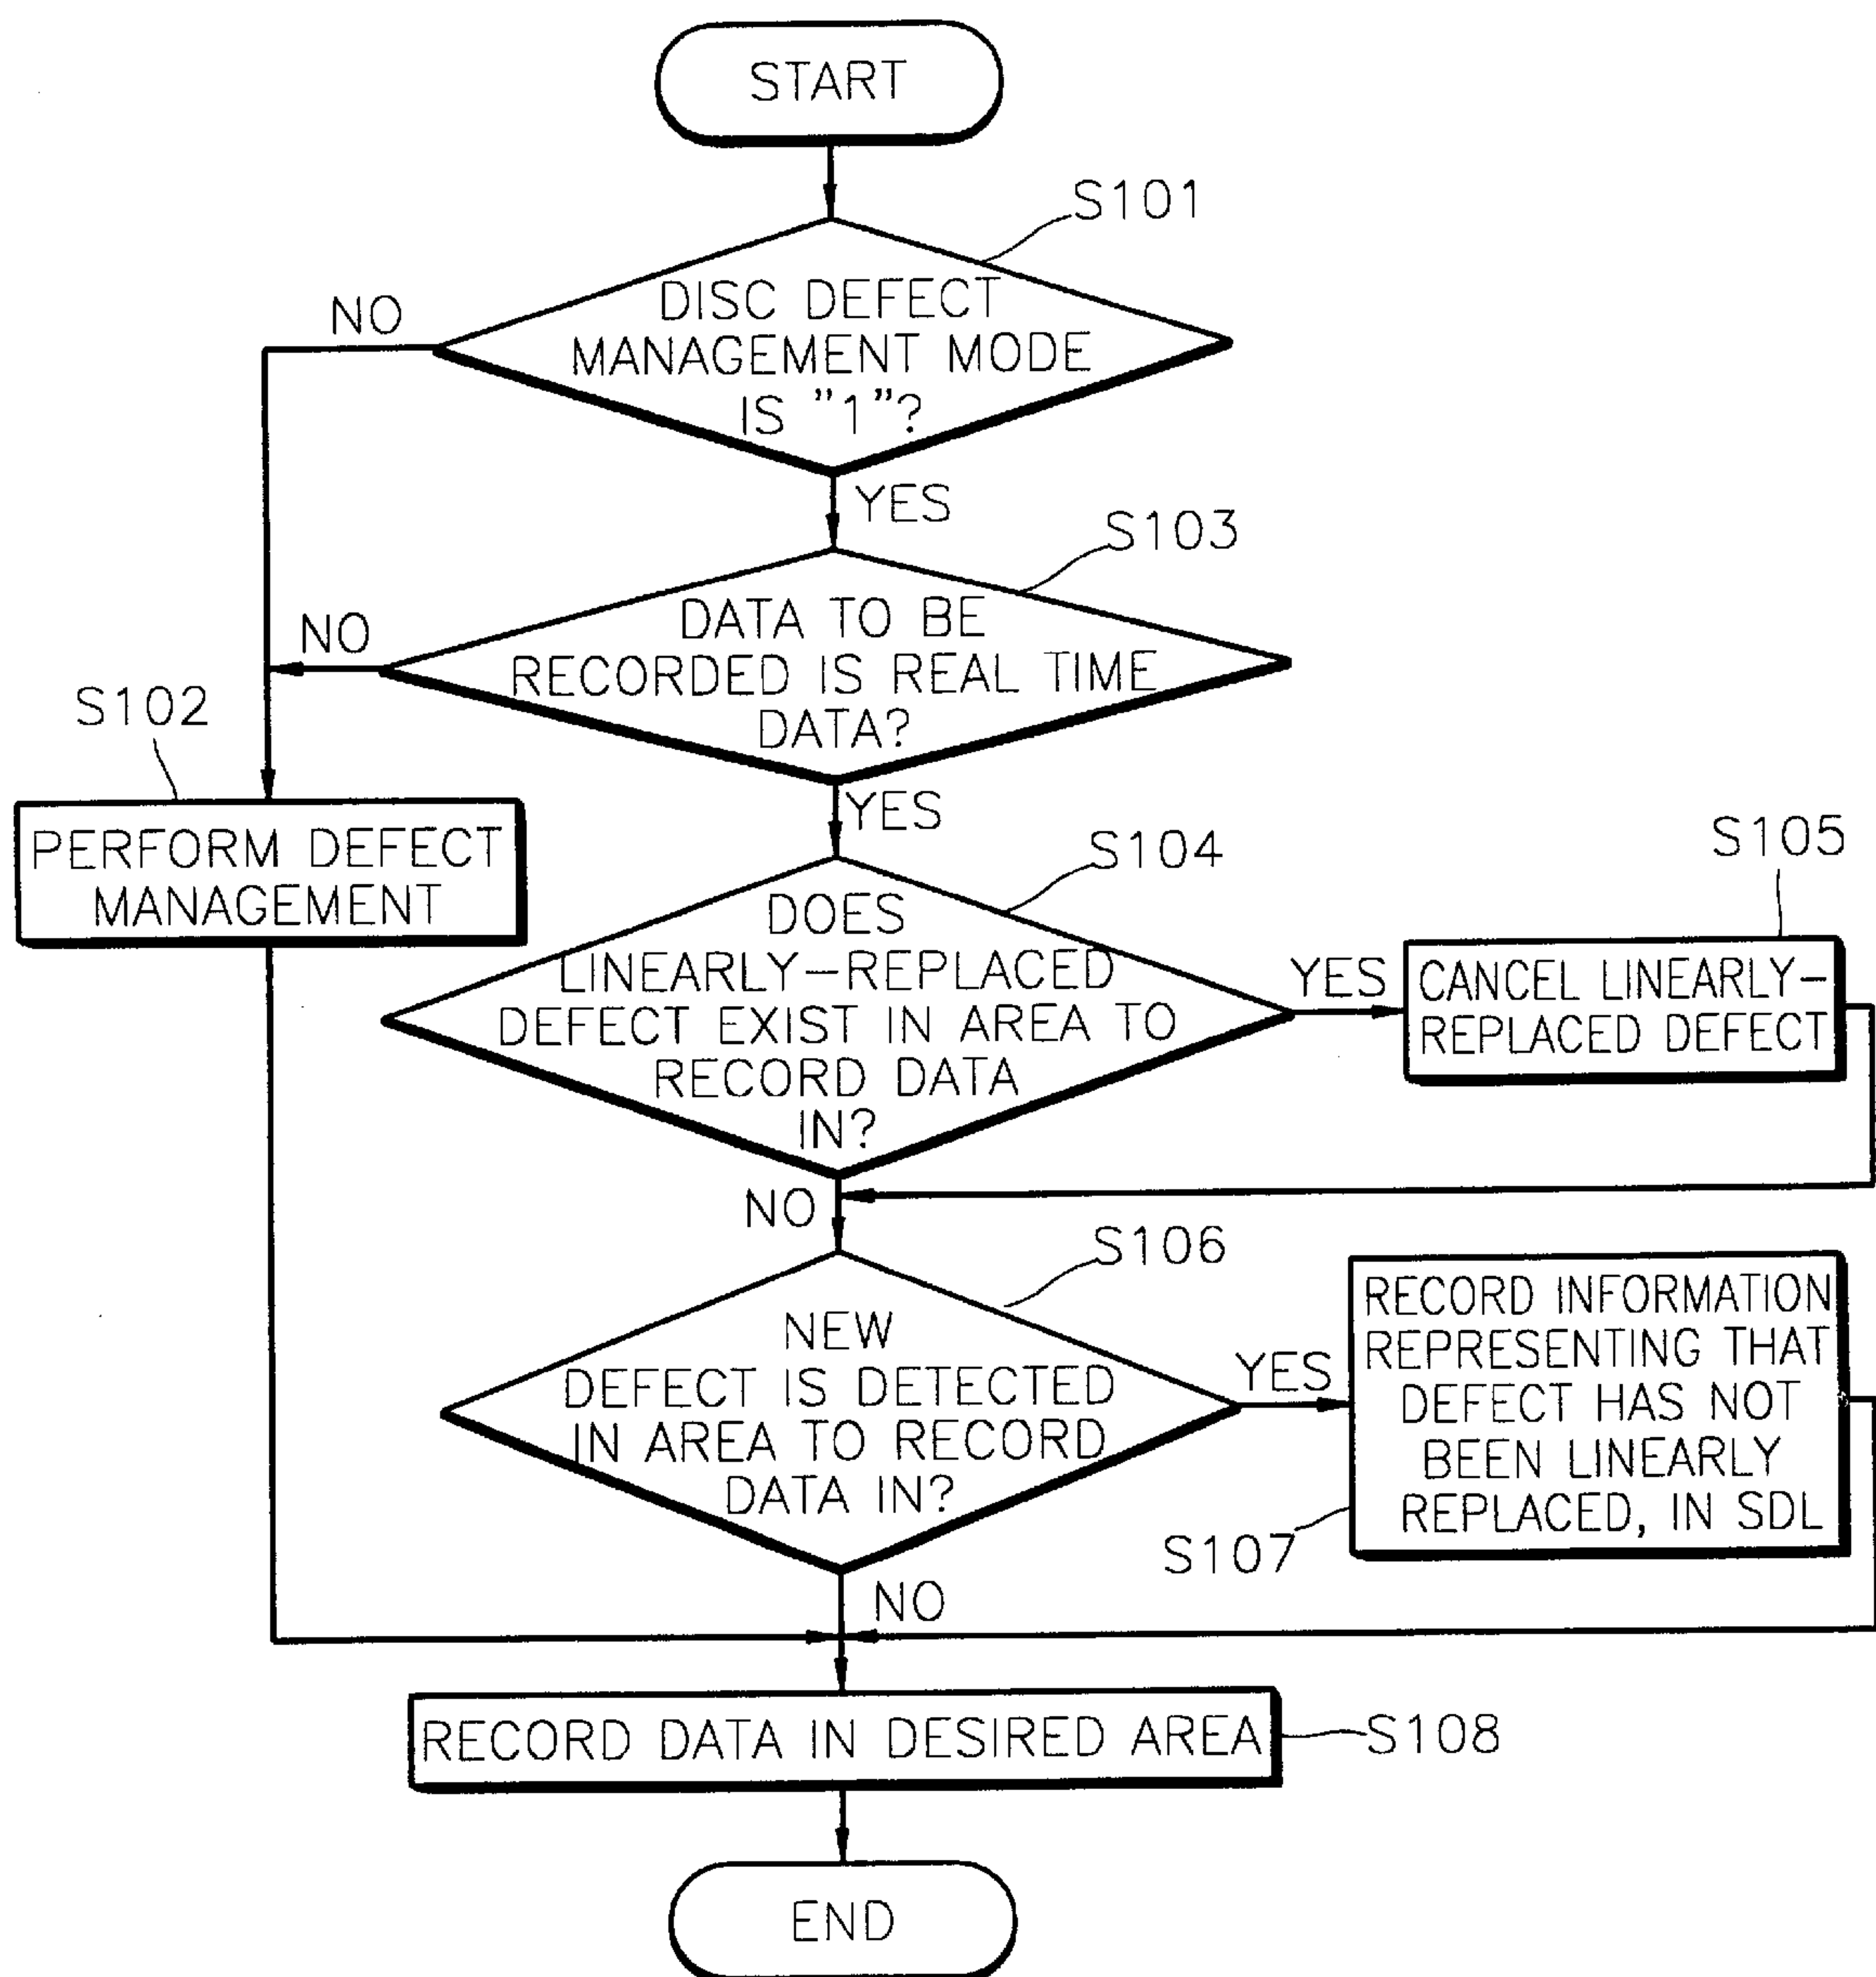 START
S101
DISC DEFECT
MANAGEMENT MODE
IS "1"?
NO
YES
S103
DATA TO BE
RECORDED IS REAL TIME
DATA?
NO
YES
S102
PERFORM DEFECT
MANAGEMENT
S104
DOES
LINEARLY-REPLACED
DEFECT EXIST IN AREA TO
RECORD DATA
IN?
YES
S105
CANCEL LINEARLY-
REPLACED DEFECT
NO
S106
NEW
DEFECT IS DETECTED
IN AREA TO RECORD
DATA IN?
YES
RECORD INFORMATION
REPRESENTING THAT
DEFECT HAS NOT
BEEN LINEARLY
REPLACED, IN SDL
S107
NO
RECORD DATA IN DESIRED AREA
S108
END